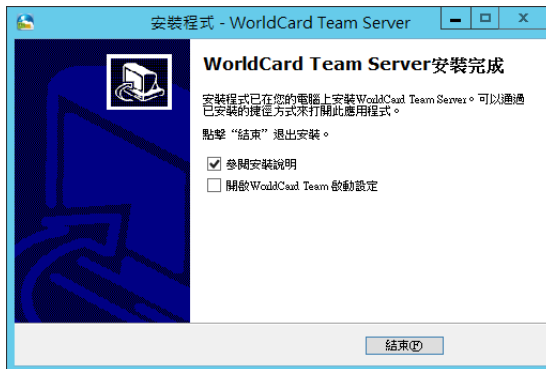 安裝程式 - WorldCard Team Server
WorldCard Team Server安裝完成
安裝程式已在您的電腦上安裝WorldCard Team Server。可以通過
已安裝的捷徑方式來打開此應用程式。
點擊“結束”退出安裝。
參閱安裝說明
開啟WorldCard Team 啟動設定
結束(F)